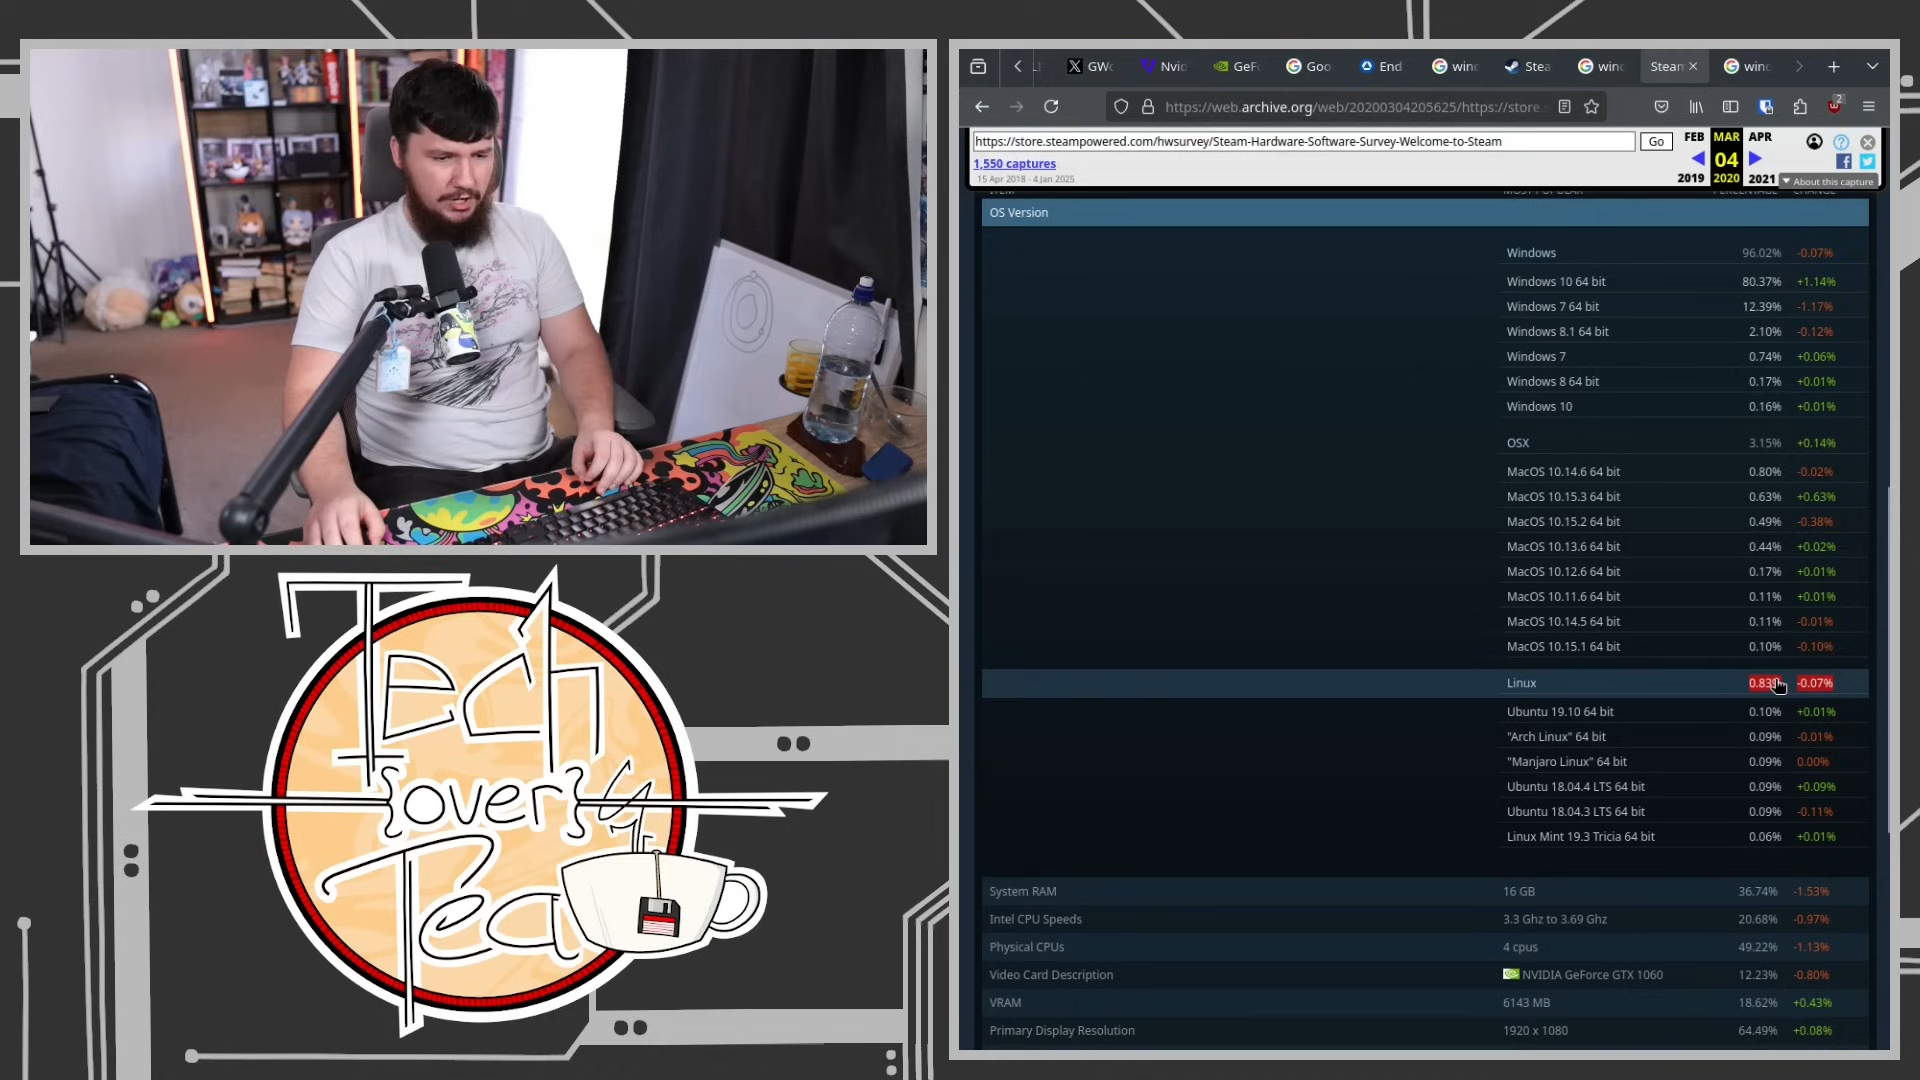 GW
Nvid
GeF
Goo
End
win
Stea
win
Steam
win
https://web.archive.org/web/20200304205625/https://store.
2
https://store.steampowered.com/hwsurvey/Steam-Hardware-Software-Survey-Welcome-to-Steam
Go
FEB MAR APR
1,550 captures
04
15 Apr 2018 - 4 Jan 2025
2019 2020 2021
About this capture
OS Version
Windows 96.02% -0.07%
Windows 10 64 bit 80.37% +1.14%
Windows 7 64 bit 12.39% -1.17%
Windows 8.1 64 bit 2.10% -0.12%
Windows 7 0.74% +0.06%
Windows 8 64 bit 0.17% +0.01%
Windows 10 0.16% +0.01%
OSX 3.15% +0.14%
MacOS 10.14.6 64 bit 0.80% -0.02%
MacOS 10.15.3 64 bit 0.63% +0.63%
MacOS 10.15.2 64 bit 0.49% -0.38%
MacOS 10.13.6 64 bit 0.44% +0.02%
MacOS 10.12.6 64 bit 0.17% +0.01%
MacOS 10.11.6 64 bit 0.11% +0.01%
MacOS 10.14.5 64 bit 0.11% -0.01%
MacOS 10.15.1 64 bit 0.10% -0.10%
Linux 0.83% -0.07%
Ubuntu 19.10 64 bit 0.10% +0.01%
"Arch Linux" 64 bit 0.09% -0.01%
"Manjaro Linux" 64 bit 0.09% 0.00%
Ubuntu 18.04.4 LTS 64 bit 0.09% +0.09%
Ubuntu 18.04.3 LTS 64 bit 0.09% -0.11%
Linux Mint 19.3 Tricia 64 bit 0.06% +0.01%
System RAM 16 GB 36.74% -1.53%
Intel CPU Speeds 3.3 Ghz to 3.69 Ghz 20.68% -0.97%
Physical CPUs 4 cpus 49.22% -1.13%
Video Card Description NVIDIA GeForce GTX 1060 12.23% -0.80%
VRAM 6143 MB 18.62% +0.43%
Primary Display Resolution 1920 x 1080 64.49% +0.08%
Tech
{over}
Tea